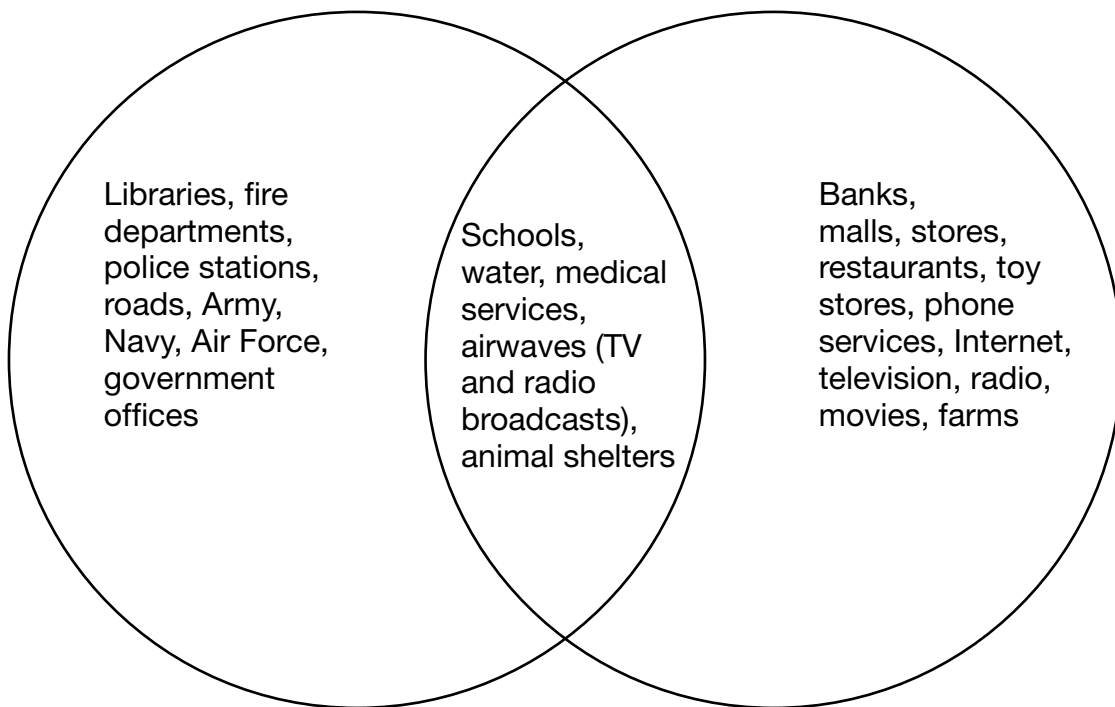 Libraries, fire
departments,
police stations,
roads, Army,
Navy, Air Force,
government
offices
Schools,
water, medical
services,
airwaves (TV
and radio
broadcasts),
animal shelters
Banks,
malls, stores,
restaurants, toy
stores, phone
services, Internet,
television, radio,
movies, farms